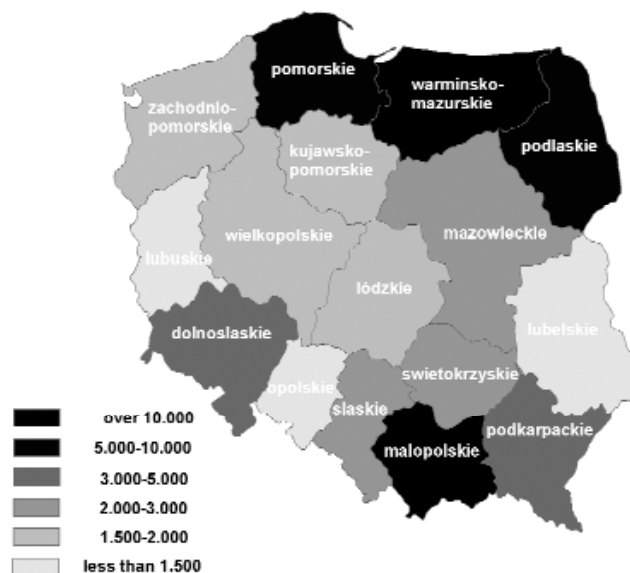 pomorskie
warminsko-
mazurskie
zachodnio-
pomorskie
kujawsko-
pomorskie
podlaskie
wielkopolskie
mazowieckie
lubuskie
łódzkie
dolnoslaskie
lubelskie
opolskie
slaskie
swietokrzyskie
malopolskie
podkarpackie
over 10.000
5.000-10.000
3.000-5.000
2.000-3.000
1.500-2.000
less than 1.500